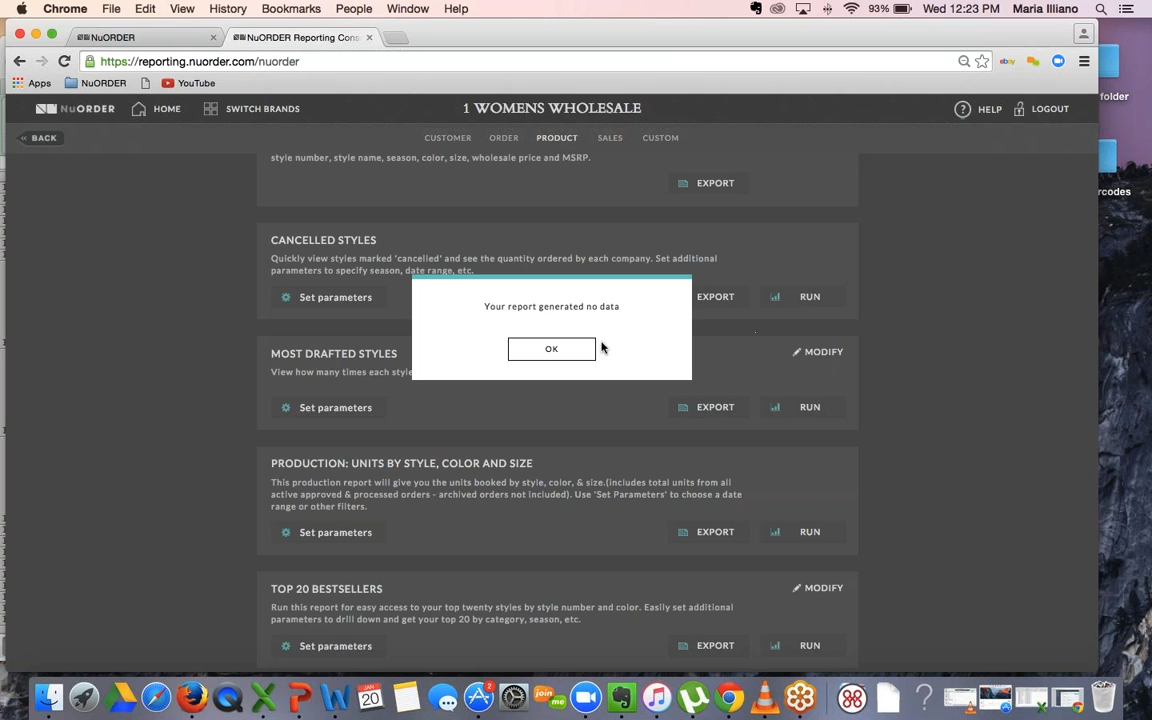 Chrome File Edit View History Bookmarks People Window Help 93% Wed 12:23 PM Maria Illiano
NuORDER NuORDER Reporting Cons
https://reporting.nuorder.com/nuorder ebay
Apps NuORDER YouTube
NUORDER HOME SWITCH BRANDS 1 WOMENS WHOLESALE ? HELP LOGOUT
folder
« BACK CUSTOMER ORDER PRODUCT SALES CUSTOM
style number, style name, season, color, size, wholesale price and MSRP.
EXPORT
rcodes
CANCELLED STYLES
Quickly view styles marked 'cancelled' and see the quantity ordered by each company. Set additional
parameters to specify season, date range, etc.
Set parameters EXPORT RUN
Your report generated no data
OK
MOST DRAFTED STYLES MODIFY
View how many times each style
Set parameters EXPORT RUN
PRODUCTION: UNITS BY STYLE, COLOR AND SIZE
This production report will give you the units booked by style, color, & size.(includes total units from all
active approved & processed orders - archived orders not included). Use 'Set Parameters' to choose a date
range or other filters.
Set parameters EXPORT RUN
TOP 20 BESTSELLERS MODIFY
Run this report for easy access to your top twenty styles by style number and color. Easily set additional
parameters to drill down and get your top 20 by category, season, etc.
Set parameters EXPORT RUN
JAN
20
2
join
me